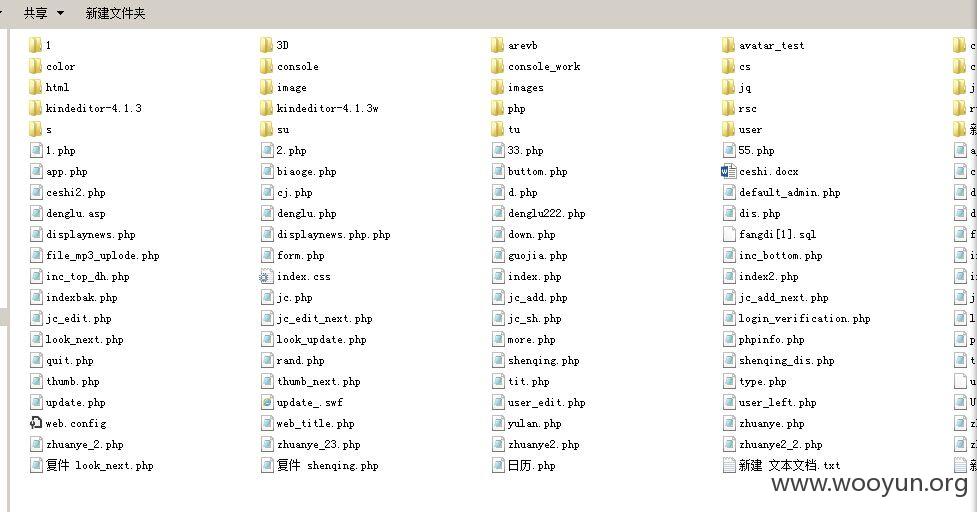 共享 新建文件夹
1 3D arevb avatar_test c
color console console_work cs c
html image images jq j
kindeditor-4.1.3 kindeditor-4.1.3w php rsc r
s su tu user 新
1.php 2.php 33.php 55.php a
app.php biaoge.php buttom.php ceshi.docx c
ceshi2.php cj.php d.php default_admin.php d
denglu.asp denglu.php denglu222.php dis.php d
displaynews.php displaynews.php.php down.php fangdi[1].sql f
file_mp3_uplode.php form.php guojia.php inc_bottom.php i
inc_top_dh.php index.css index.php index2.php i
indexbak.php jc.php jc_add.php jc_add_next.php j
jc_edit.php jc_edit_next.php jc_sh.php login_verification.php l
look_next.php look_update.php more.php phpinfo.php p
quit.php rand.php shenqing.php shenqing_dis.php t
thumb.php thumb_next.php tit.php type.php u
update.php update_.swf user_edit.php user_left.php U
web.config web_title.php yulan.php zhuanye.php z
zhuanye_2.php zhuanye_23.php zhuanye2.php zhuanye2_2.php z
复件 look_next.php 复件 shenqing.php 日历.php 新建 文本文档.txt 新
www.wooyun.org